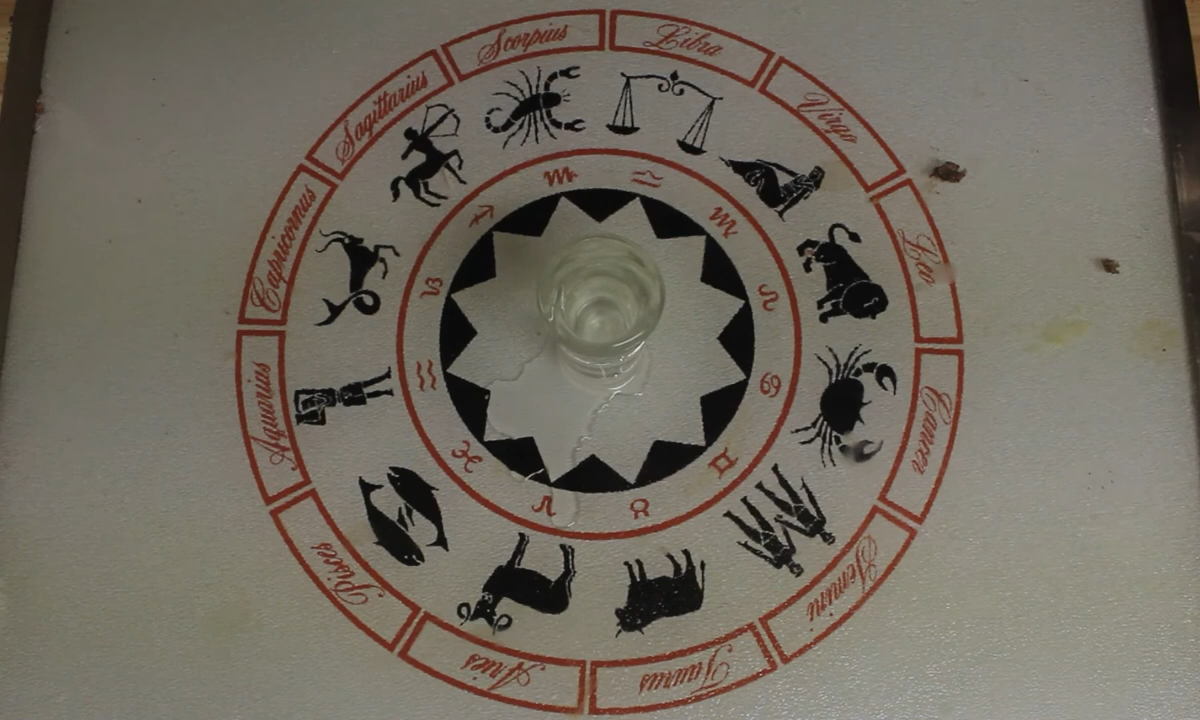 Scorpius
Libra
Virgo
Leo
Cancer
Gemini
Taurus
Aries
Pisces
Aquarius
Capricornus
Sagittarius